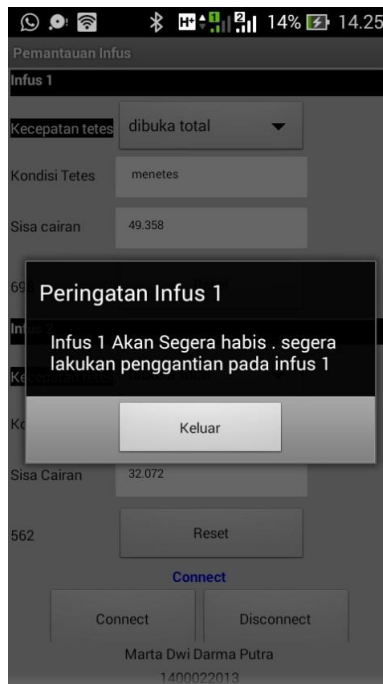 H+ 1 2 14% 14.25
Pemantauan Infus
Infus 1
Kecepatan tetes dibuka total
Kondisi Tetes menetes
Sisa cairan 49.358
Peringatan Infus 1
Infus 1 Akan Segera habis . segera
lakukan penggantian pada infus 1
Keluar
Sisa Cairan 32.072
562 Reset
Connect
Connect Disconnect
Marta Dwi Darma Putra
1400022013